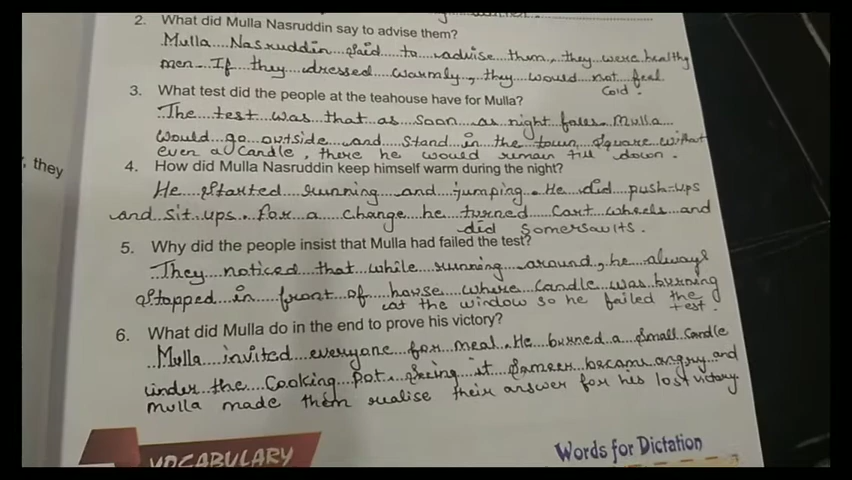 2. What did Mulla Nasruddin say to advise them?
Mulla Nasruddin said to advise them, they were healthy
men. If they dressed warmly, they would not feel
cold.
3. What test did the people at the teahouse have for Mulla?
The test was that as soon as night falls. Mulla
would go outside and stand in the town square without
even a candle, there he would remain till down.
, they
4. How did Mulla Nasruddin keep himself warm during the night?
He started running and jumping. He did push-ups
and sit ups. For a change he turned cart wheels and
did somersaults.
5. Why did the people insist that Mulla had failed the test?
They noticed that while running around, he always
stopped in front of house where candle was burning
at the window so he failed the
test.
6. What did Mulla do in the end to prove his victory?
Mulla invited everyone for meal. He burned a small candle
under the cooking pot. Seeing it Sameer became angry and
mulla made them realise their answer for his lost victory.
VOCABULARY
Words for Dictation